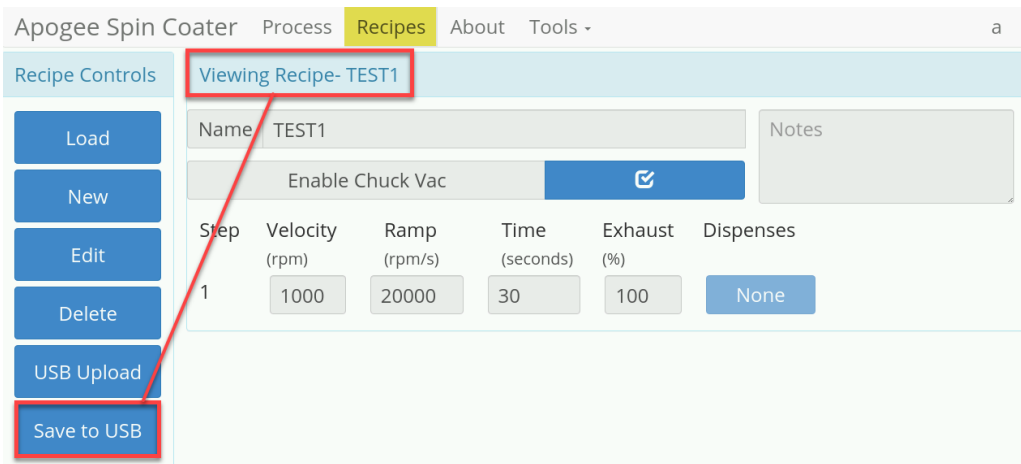 Apogee Spin Coater Process Recipes About Tools a
Recipe Controls
Load
New
Edit
Delete
USB Upload
Save to USB
Viewing Recipe- TEST1
Name TEST1
Notes
Enable Chuck Vac
Step Velocity Ramp Time Exhaust Dispenses
(rpm) (rpm/s) (seconds) (%)
1 1000 20000 30 100 None